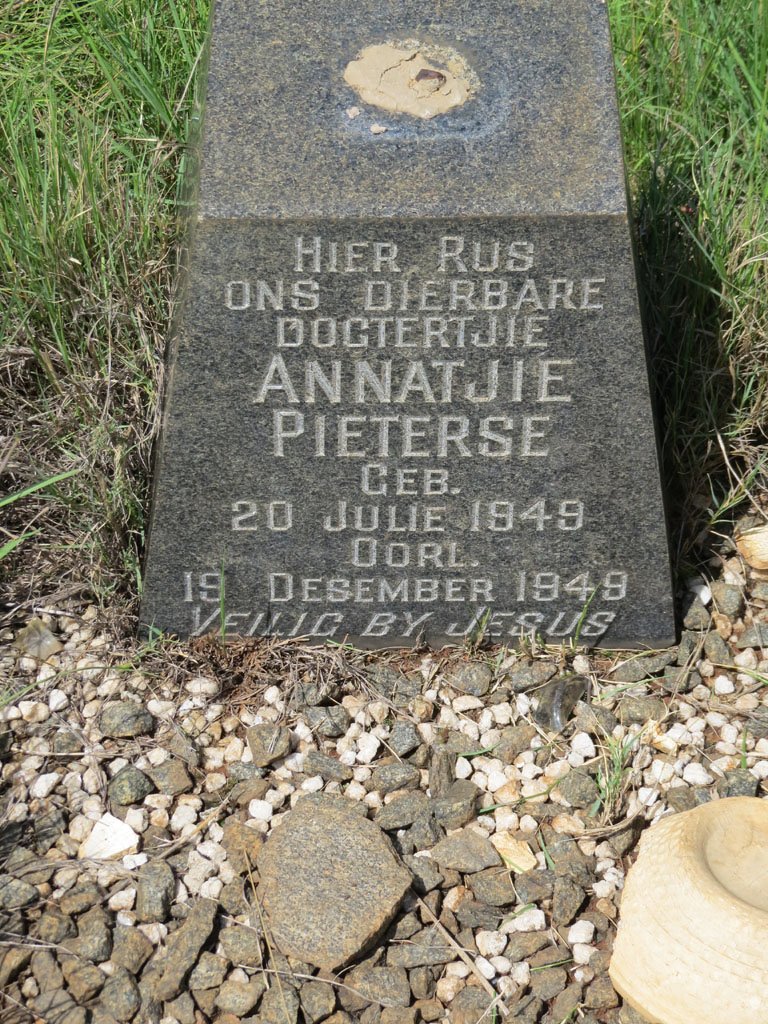 HIER RUS
ONS DIERBARE
DOGTERTJIE
ANNATJIE
PIETERSE
GEB.
20 JULIE 1949
OORL.
19 DESEMBER 1949
VEILIG BY JESUS